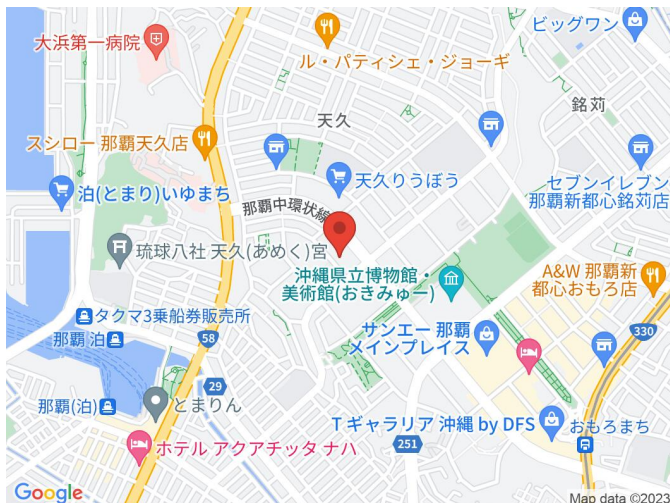 ビッグワン
大浜第一病院
ル・パティシェ・ジョーギ
銘苅
天久
スシロー 那覇天久店
セブンイレブン
那覇新都心銘苅店
泊(とまり)いゆまち
天久りうぼう
那覇中環状線
琉球八社 天久(あめく)宮
沖縄県立博物館・
美術館(おきみゅー)
A&W 那覇新
都心おもろ店
タクマ3乗船券販売所
サンエー 那覇
メインプレイス
330
那覇 泊
58
29
那覇(泊)
とまりん
T ギャラリア 沖縄 by DFS
おもろまち
ホテル アクアチッタ ナハ
251
Google
Map data ©2023